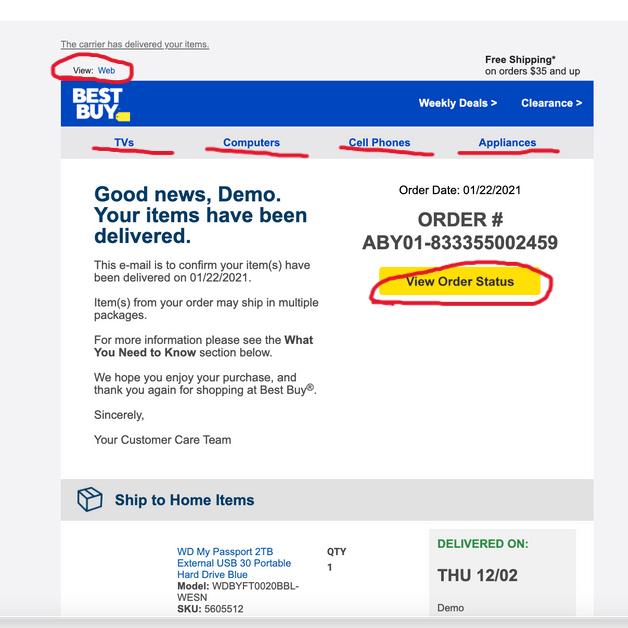 The carrier has delivered your items.
View: Web
Free Shipping*
on orders $35 and up
BEST
BUY
Weekly Deals >
Clearance >
TVs
Computers
Cell Phones
Appliances
Good news, Demo.
Your items have been
delivered.
This e-mail is to confirm your item(s) have
been delivered on 01/22/2021.
Item(s) from your order may ship in multiple
packages.
For more information please see the What
You Need to Know section below.
We hope you enjoy your purchase, and
thank you again for shopping at Best Buy®.
Sincerely,
Your Customer Care Team
Order Date: 01/22/2021
ORDER #
ABY01-833355002459
View Order Status
Ship to Home Items
WD My Passport 2TB
External USB 30 Portable
Hard Drive Blue
Model: WDBYFT0020BBL-
WESN
SKU: 5605512
QTY
1
DELIVERED ON:
THU 12/02
Demo